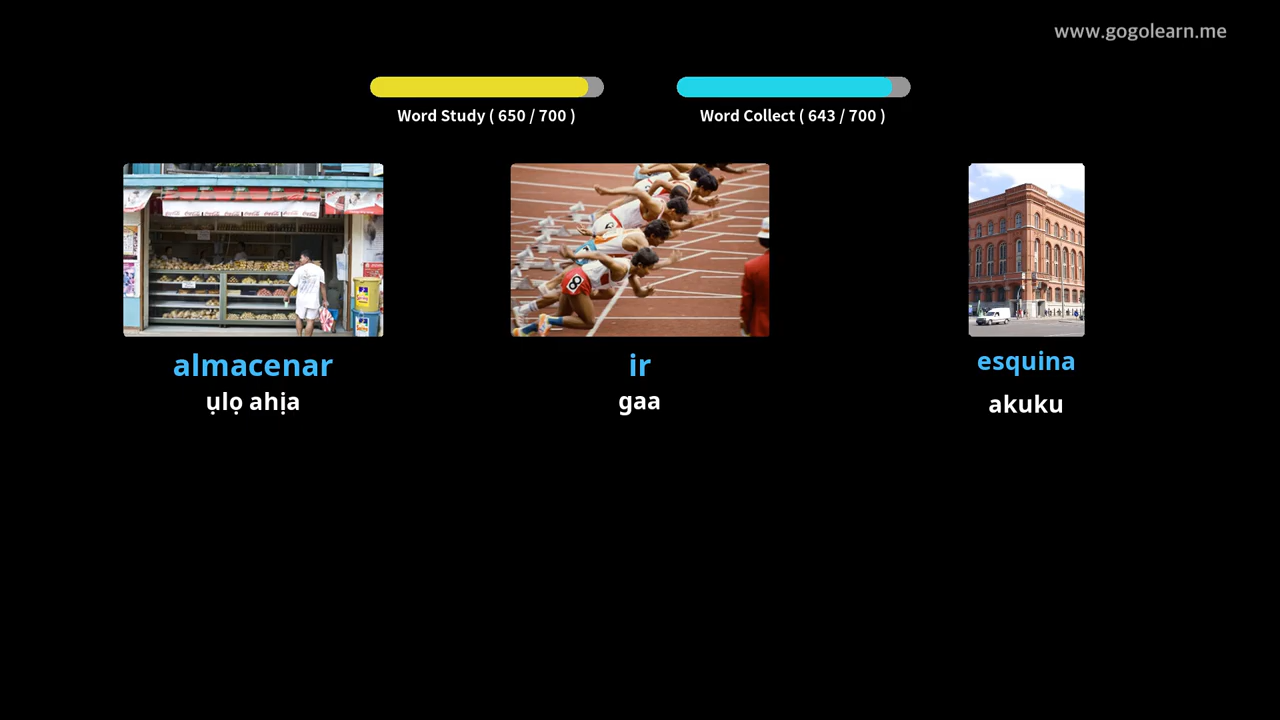 www.gogolearn.me
Word Study ( 650 / 700 )
Word Collect ( 643 / 700 )
almacenar
ụlọ ahịa
ir
gaa
esquina
akuku